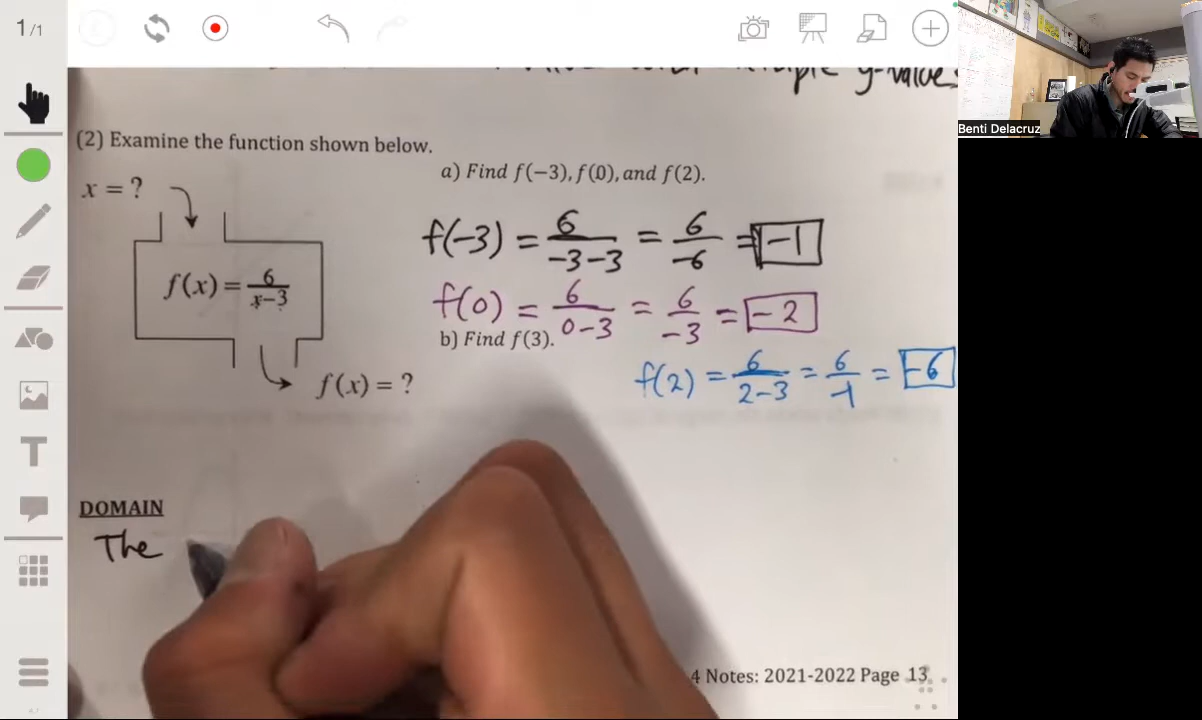 1/1
y-value
Benti Delacruz
(2) Examine the function shown below.
a) Find f(−3), f(0), and f(2).
x = ?
f(x) = 6/(x−3)
f(x) = ?
f(-3) = 6/(-3-3) = 6/-6 = -1
f(0) = 6/(0-3) = 6/-3 = -2
b) Find f(3).
f(2) = 6/(2-3) = 6/-1 = -6
DOMAIN
The
4 Notes: 2021-2022 Page 13
T